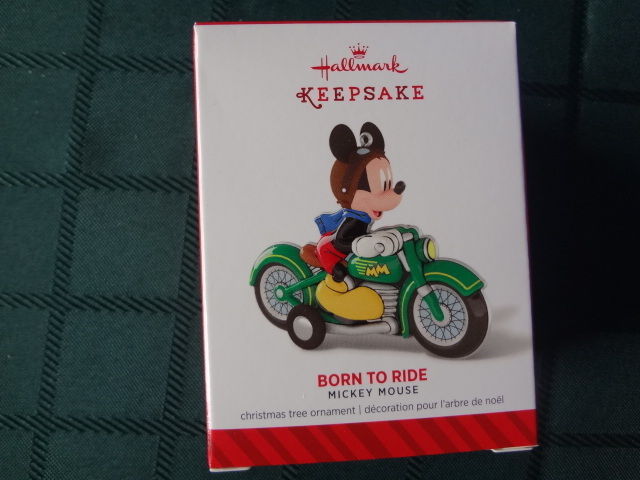 Hallmark
KEEPSAKE
MM
BORN TO RIDE
MICKEY MOUSE
christmas tree ornament | décoration pour l'arbre de noël